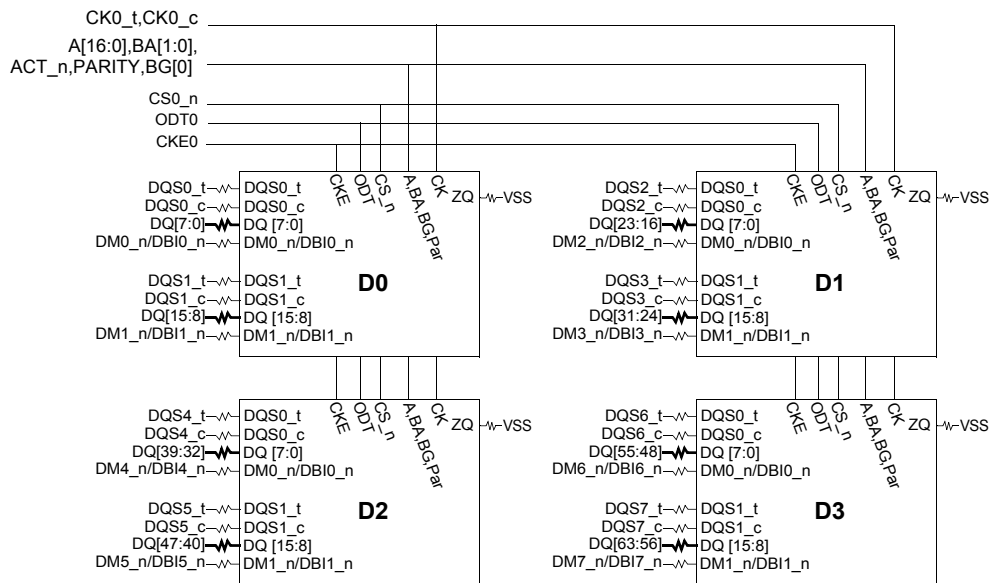 CK0_t,CK0_c
A[16:0],BA[1:0],
ACT_n,PARITY,BG[0]
CS0_n
ODT0
CKE0
CKE
ODT
CS_n
A,BA,BG,Par
CK
ZQ
VSS
DQS0_t
DQS0_t
DQS0_c
DQS0_c
DQ[7:0]
DQ [7:0]
DM0_n/DBI0_n
DM0_n/DBI0_n
D0
DQS1_t
DQS1_t
DQS1_c
DQS1_c
DQ[15:8]
DQ [15:8]
DM1_n/DBI1_n
DM1_n/DBI1_n
CKE
ODT
CS_n
A,BA,BG,Par
CK
ZQ
VSS
DQS2_t
DQS0_t
DQS2_c
DQS0_c
DQ[23:16]
DQ [7:0]
DM2_n/DBI2_n
DM0_n/DBI0_n
D1
DQS3_t
DQS1_t
DQS3_c
DQS1_c
DQ[31:24]
DQ [15:8]
DM3_n/DBI3_n
DM1_n/DBI1_n
CKE
ODT
CS_n
A,BA,BG,Par
CK
ZQ
VSS
DQS4_t
DQS0_t
DQS4_c
DQS0_c
DQ[39:32]
DQ [7:0]
DM4_n/DBI4_n
DM0_n/DBI0_n
D2
DQS5_t
DQS1_t
DQS5_c
DQS1_c
DQ[47:40]
DQ [15:8]
DM5_n/DBI5_n
DM1_n/DBI1_n
CKE
ODT
CS_n
A,BA,BG,Par
CK
ZQ
VSS
DQS6_t
DQS0_t
DQS6_c
DQS0_c
DQ[55:48]
DQ [7:0]
DM6_n/DBI6_n
DM0_n/DBI0_n
D3
DQS7_t
DQS1_t
DQS7_c
DQS1_c
DQ[63:56]
DQ [15:8]
DM7_n/DBI7_n
DM1_n/DBI1_n